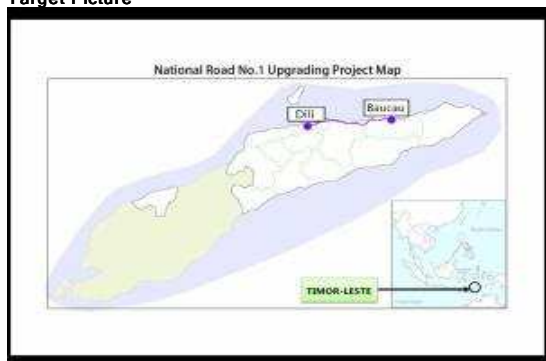 Target Picture
National Road No.1 Upgrading Project Map
Dili
Baucau
TIMOR-LESTE